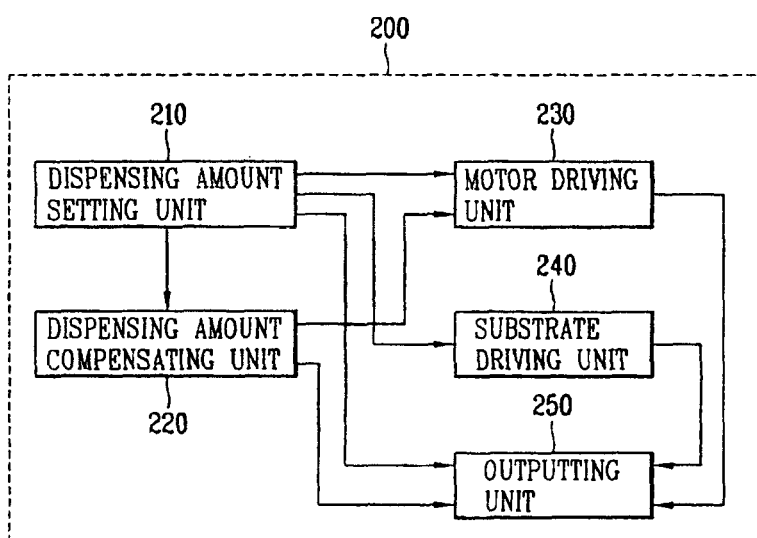 200
210
DISPENSING AMOUNT
SETTING UNIT
230
MOTOR DRIVING
UNIT
240
SUBSTRATE
DRIVING UNIT
DISPENSING AMOUNT
COMPENSATING UNIT
220
250
OUTPUTTING
UNIT